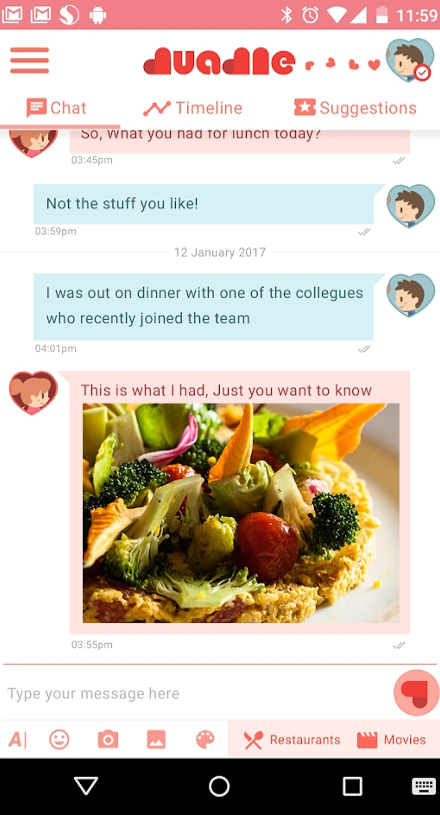 11:59
duadme
Chat
Timeline
Suggestions
So, What you had for lunch today?
03:45pm
Not the stuff you like!
03:59pm
12 January 2017
I was out on dinner with one of the collegues
who recently joined the team
04:01pm
This is what I had, Just you want to know
03:55pm
Type your message here
A|
Restaurants
Movies